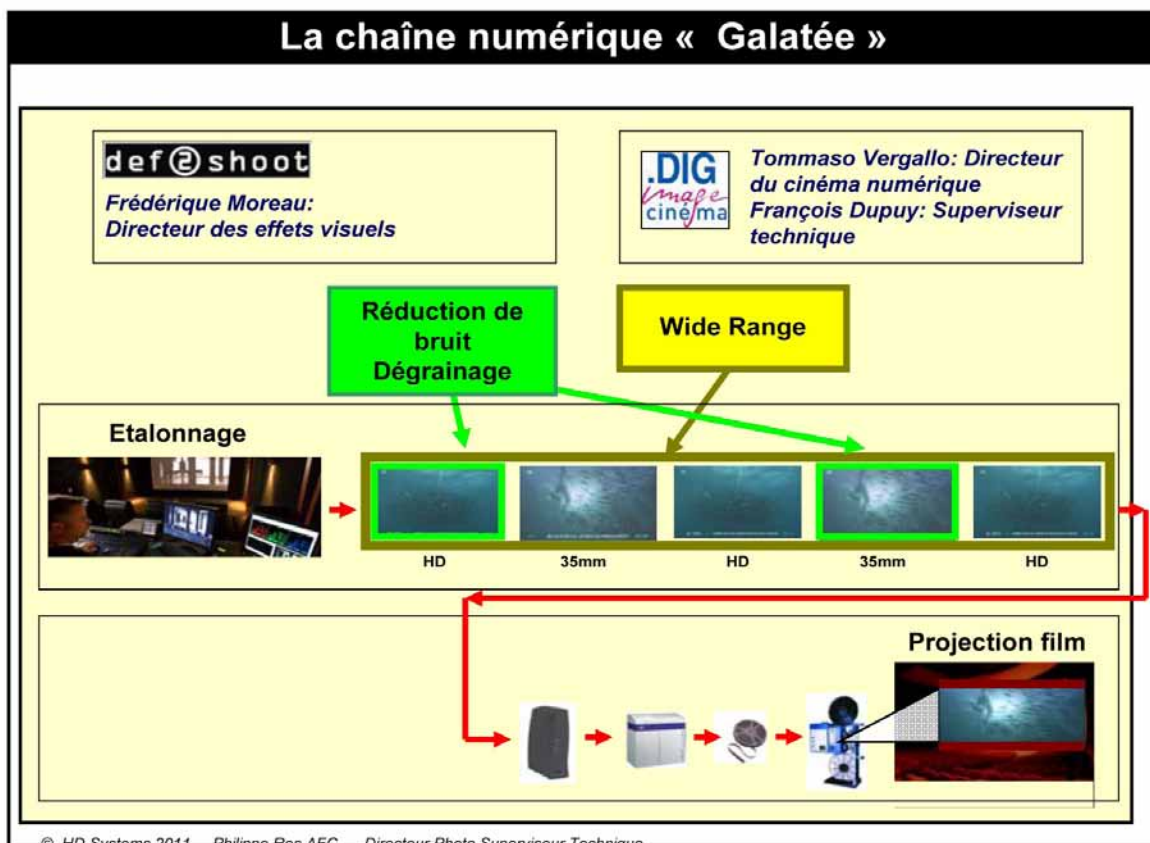 La chaîne numérique « Galatée »
def2shoot
Frédérique Moreau:
Directeur des effets visuels
.DIG
image
cinéma
Tommaso Vergallo: Directeur
du cinéma numérique
François Dupuy: Superviseur
technique
Réduction de
bruit
Dégrainage
Wide Range
Etalonnage
HD
35mm
HD
35mm
HD
Projection film
© HD Systems 2011 Philippe Ros AFC Directeur Photo Superviseur Technique